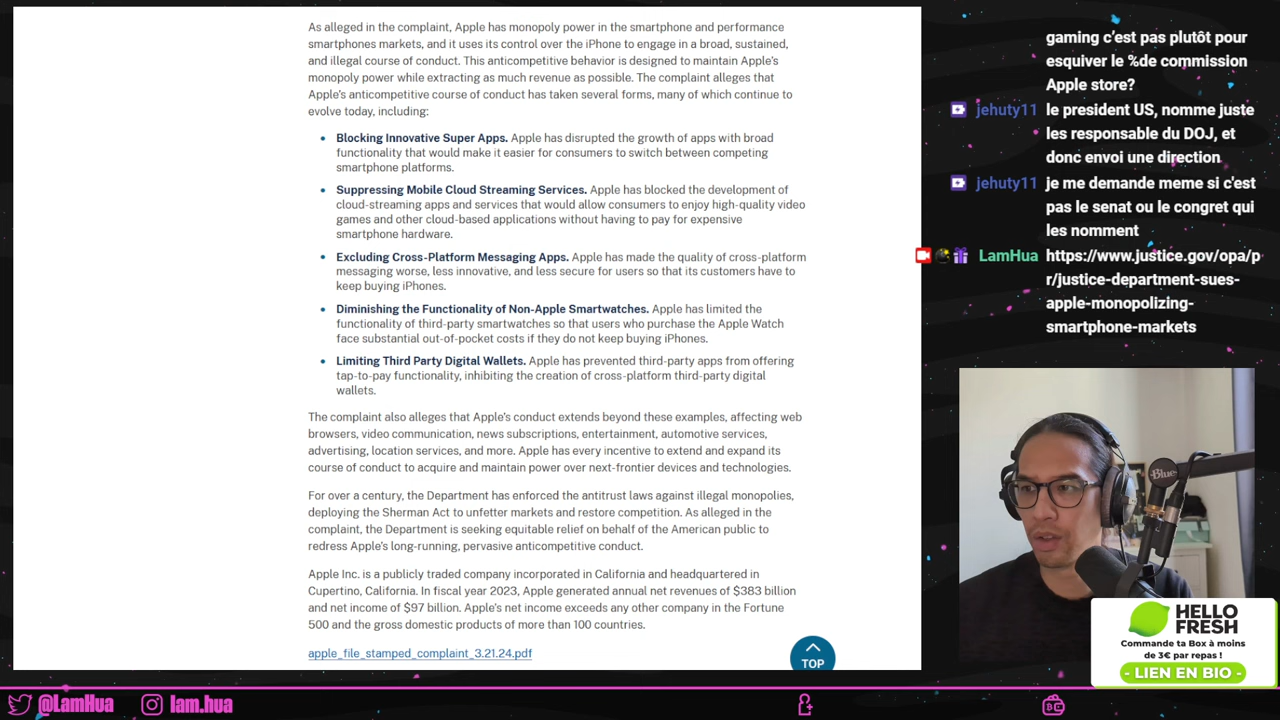 As alleged in the complaint, Apple has monopoly power in the smartphone and performance
smartphones markets, and it uses its control over the iPhone to engage in a broad, sustained,
and illegal course of conduct. This anticompetitive behavior is designed to maintain Apple's
monopoly power while extracting as much revenue as possible. The complaint alleges that
Apple's anticompetitive course of conduct has taken several forms, many of which continue to
evolve today, including:
• Blocking Innovative Super Apps. Apple has disrupted the growth of apps with broad
functionality that would make it easier for consumers to switch between competing
smartphone platforms.
• Suppressing Mobile Cloud Streaming Services. Apple has blocked the development of
cloud-streaming apps and services that would allow consumers to enjoy high-quality video
games and other cloud-based applications without having to pay for expensive
smartphone hardware.
• Excluding Cross-Platform Messaging Apps. Apple has made the quality of cross-platform
messaging worse, less innovative, and less secure for users so that its customers have to
keep buying iPhones.
• Diminishing the Functionality of Non-Apple Smartwatches. Apple has limited the
functionality of third-party smartwatches so that users who purchase the Apple Watch
face substantial out-of-pocket costs if they do not keep buying iPhones.
• Limiting Third Party Digital Wallets. Apple has prevented third-party apps from offering
tap-to-pay functionality, inhibiting the creation of cross-platform third-party digital
wallets.
The complaint also alleges that Apple's conduct extends beyond these examples, affecting web
browsers, video communication, news subscriptions, entertainment, automotive services,
advertising, location services, and more. Apple has every incentive to extend and expand its
course of conduct to acquire and maintain power over next-frontier devices and technologies.
For over a century, the Department has enforced the antitrust laws against illegal monopolies,
deploying the Sherman Act to unfetter markets and restore competition. As alleged in the
complaint, the Department is seeking equitable relief on behalf of the American public to
redress Apple's long-running, pervasive anticompetitive conduct.
Apple Inc. is a publicly traded company incorporated in California and headquartered in
Cupertino, California. In fiscal year 2023, Apple generated annual net revenues of $383 billion
and net income of $97 billion. Apple's net income exceeds any other company in the Fortune
500 and the gross domestic products of more than 100 countries.
apple_file_stamped_complaint_3.21.24.pdf
TOP
gaming c'est pas plutôt pour
esquiver le %de commission
Apple store?
jehuty11 le president US, nomme juste
les responsable du DOJ, et
donc envoi une direction
jehuty11 je me demande meme si c'est
pas le senat ou le congret qui
les nomment
LamHua https://www.justice.gov/opa/p
r/justice-department-sues-
apple-monopolizing-
smartphone-markets
Blue
HELLO
FRESH
Commande ta Box à moins
de 3€ par repas !
- LIEN EN BIO -
@LamHua lam.hua